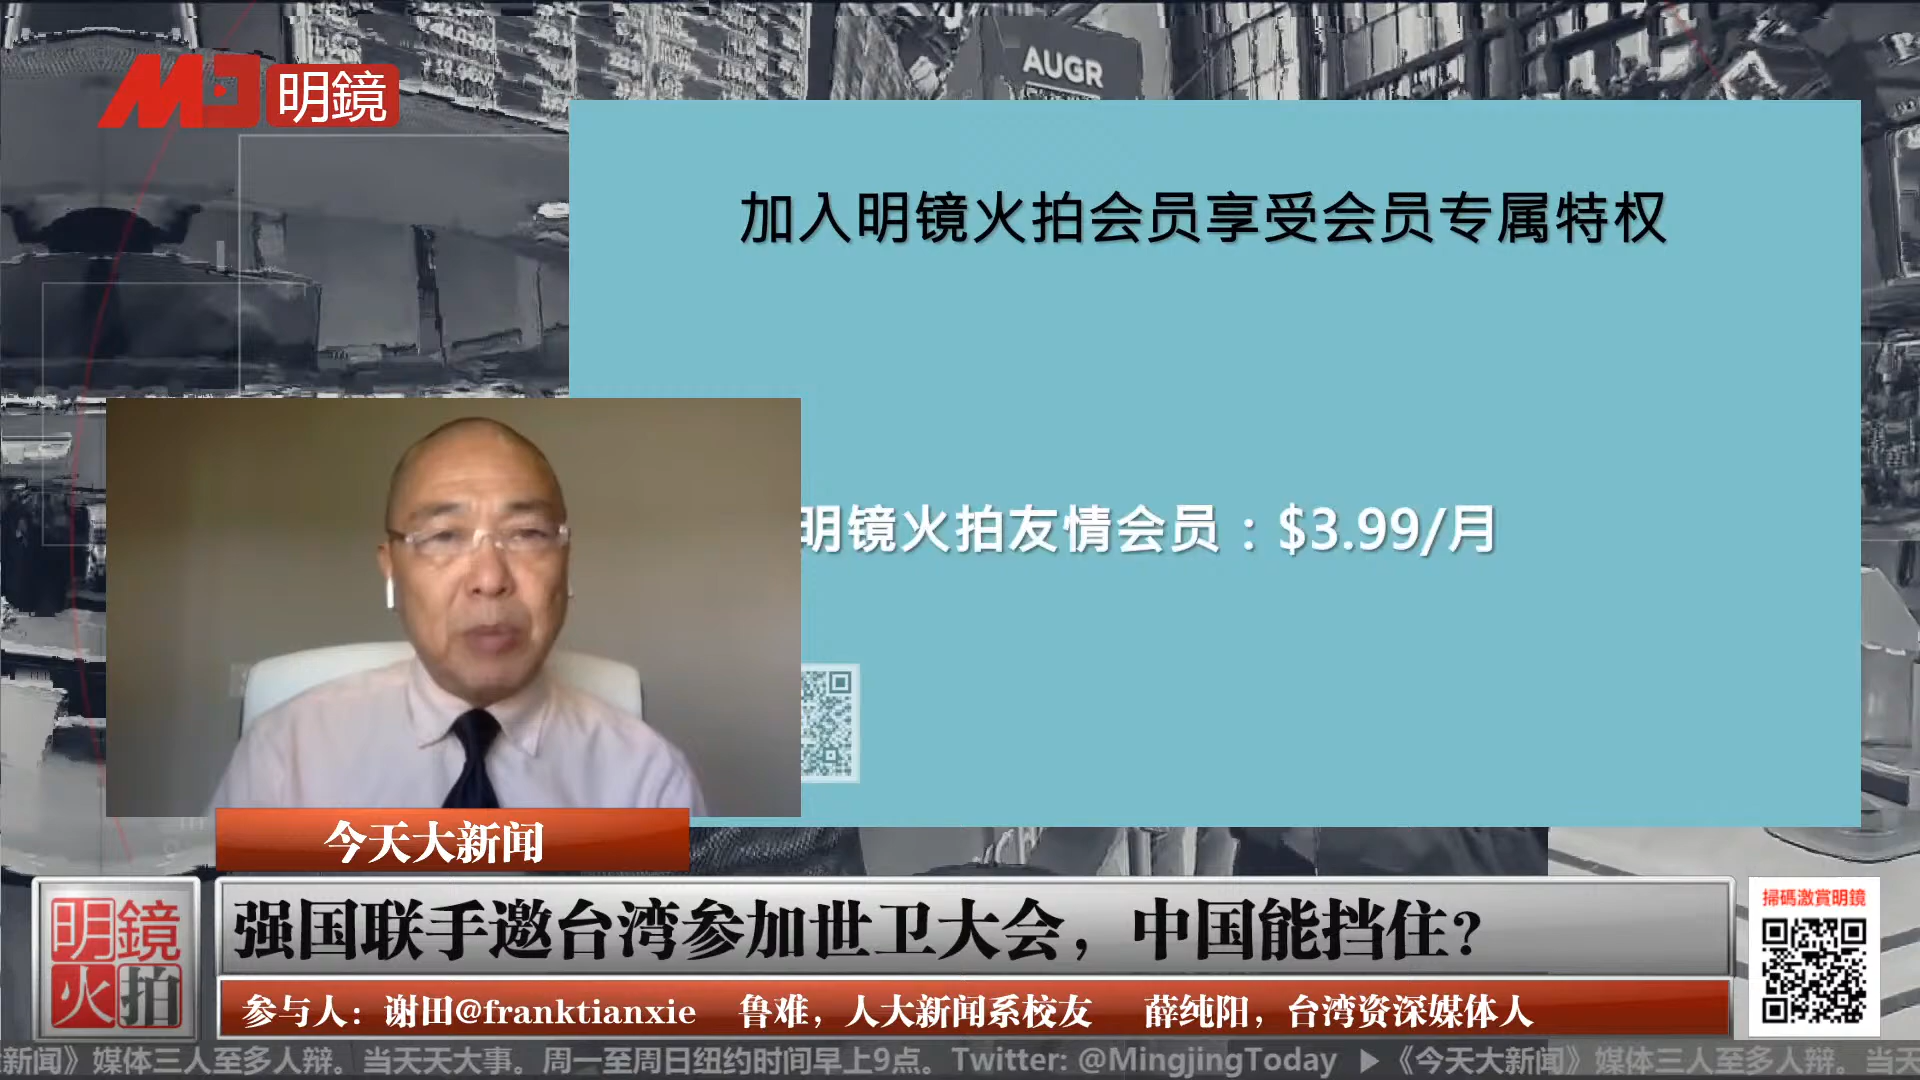 明鏡
AUGR
加入明镜火拍会员享受会员专属特权
明镜火拍友情会员：$3.99/月
今天大新闻
强国联手邀台湾参加世卫大会，中国能挡住？
明鏡
火拍
参与人：谢田@franktianxie 鲁难，人大新闻系校友 薛纯阳，台湾资深媒体人
掃碼激賞明鏡
新闻》媒体三人至多人辩。当天天大事。周一至周日纽约时间早上9点。Twitter: @MingjingToday ▶《今天大新闻》媒体三人至多人辩。当天